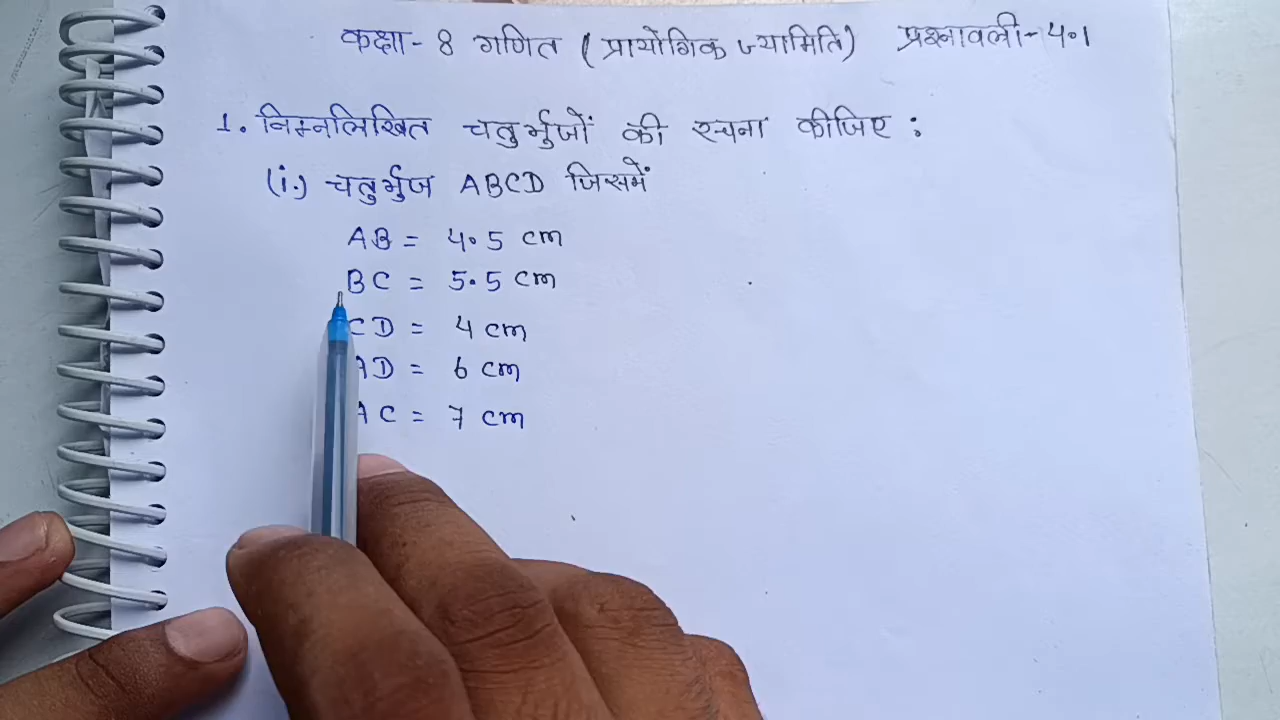 कक्षा- 8 गणित (प्रायोगिक ज्यामिति) प्रश्नावली-4.1
1. निम्नलिखित चतुर्भुजों की रचना कीजिए :
(i.) चतुर्भुज ABCD जिसमें
AB = 4.5 cm
BC = 5.5 cm
CD = 4 cm
AD = 6 cm
AC = 7 cm